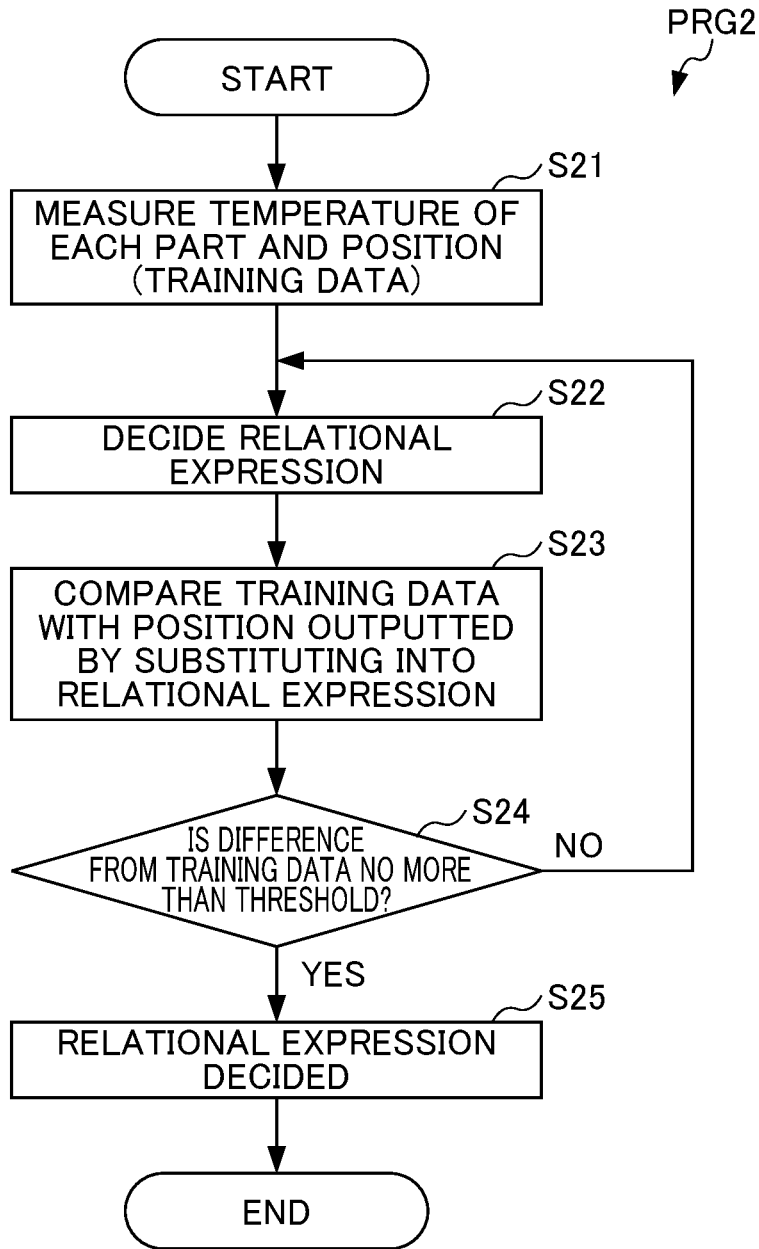 PRG2
START
S21
MEASURE TEMPERATURE OF
EACH PART AND POSITION
(TRAINING DATA)
S22
DECIDE RELATIONAL
EXPRESSION
S23
COMPARE TRAINING DATA
WITH POSITION OUTPUTTED
BY SUBSTITUTING INTO
RELATIONAL EXPRESSION
S24
IS DIFFERENCE
FROM TRAINING DATA NO MORE
THAN THRESHOLD?
NO
YES
S25
RELATIONAL EXPRESSION
DECIDED
END